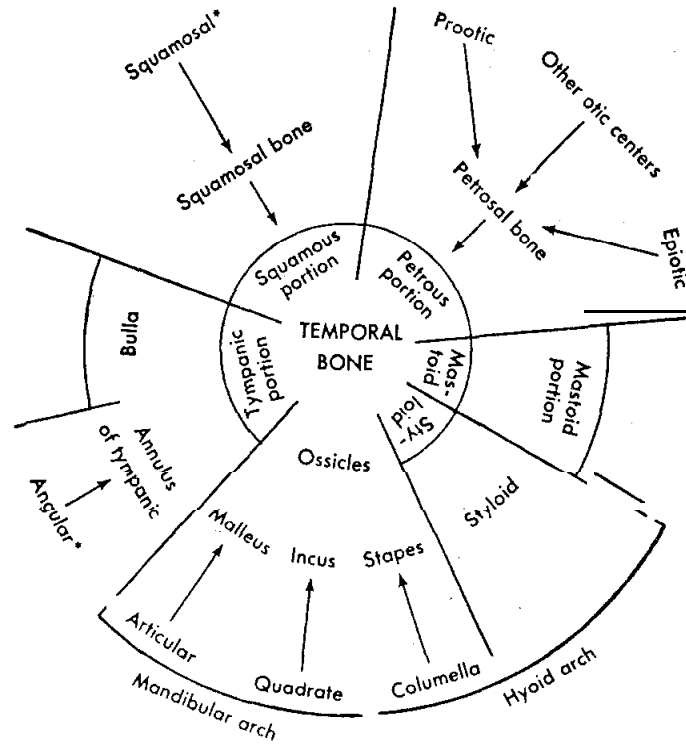 Squamosal*
Squamosal bone
Squamous
portion
Prootic
Other otic centers
Petrosal bone
Epiotic
Petrous
portion
TEMPORAL
BONE
Bulla
Tympanic
portion
Mas-
toid
Mastoid
portion
Sty-
loid
Styloid
Annulus
of tympanic
Angular*
Ossicles
Malleus
Incus
Stapes
Articular
Quadrate
Columella
Mandibular arch
Hyoid arch